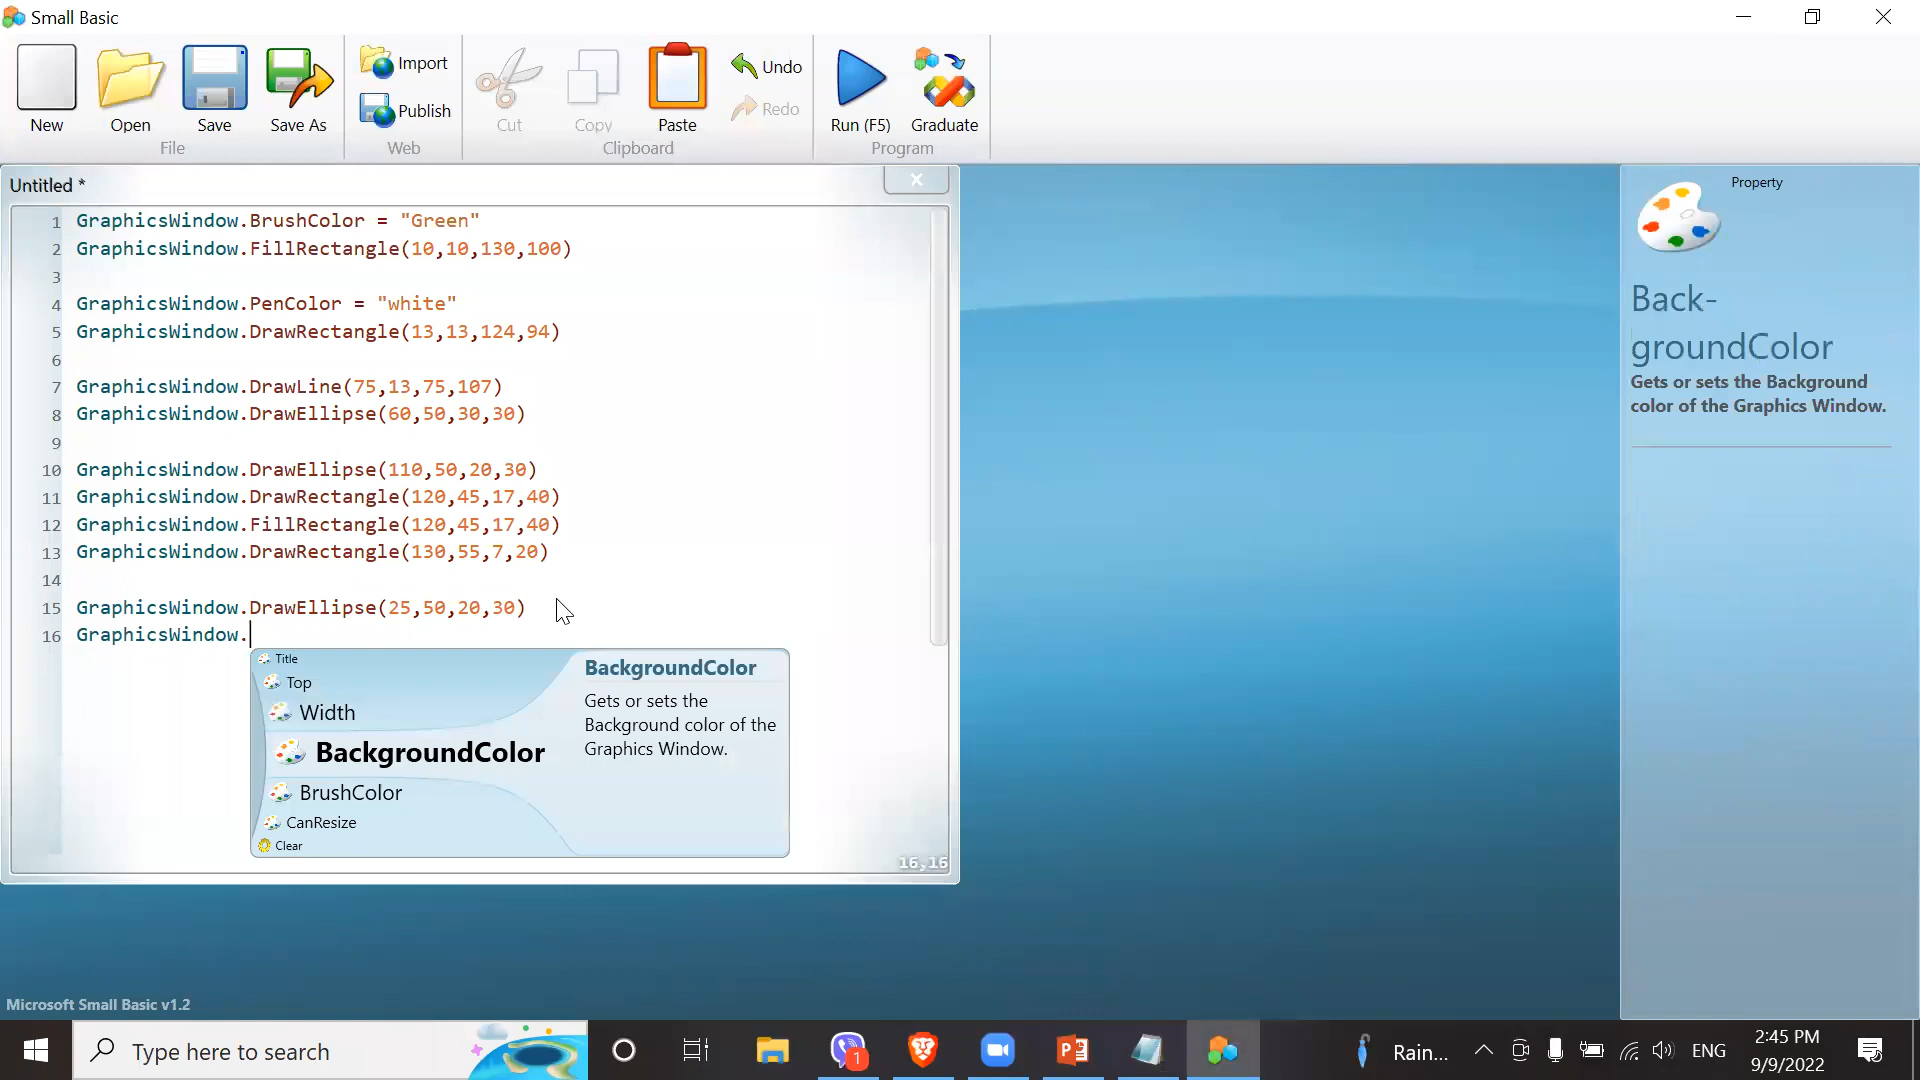 Small Basic
New
Open
Save
Save As
File
Import
Publish
Web
Cut
Copy
Paste
Undo
Redo
Clipboard
Run (F5)
Graduate
Program
Untitled *
1 GraphicsWindow.BrushColor = "Green"
2 GraphicsWindow.FillRectangle(10,10,130,100)
3
4 GraphicsWindow.PenColor = "white"
5 GraphicsWindow.DrawRectangle(13,13,124,94)
6
7 GraphicsWindow.DrawLine(75,13,75,107)
8 GraphicsWindow.DrawEllipse(60,50,30,30)
9
10 GraphicsWindow.DrawEllipse(110,50,20,30)
11 GraphicsWindow.DrawRectangle(120,45,17,40)
12 GraphicsWindow.FillRectangle(120,45,17,40)
13 GraphicsWindow.DrawRectangle(130,55,7,20)
14
15 GraphicsWindow.DrawEllipse(25,50,20,30)
16 GraphicsWindow.
Title
Top
Width
BackgroundColor
BrushColor
CanResize
Clear
BackgroundColor
Gets or sets the
Background color of the
Graphics Window.
16,16
Property
Back-
groundColor
Gets or sets the Background
color of the Graphics Window.
Microsoft Small Basic v1.2
Type here to search
1
Rain...
ENG
2:45 PM
9/9/2022